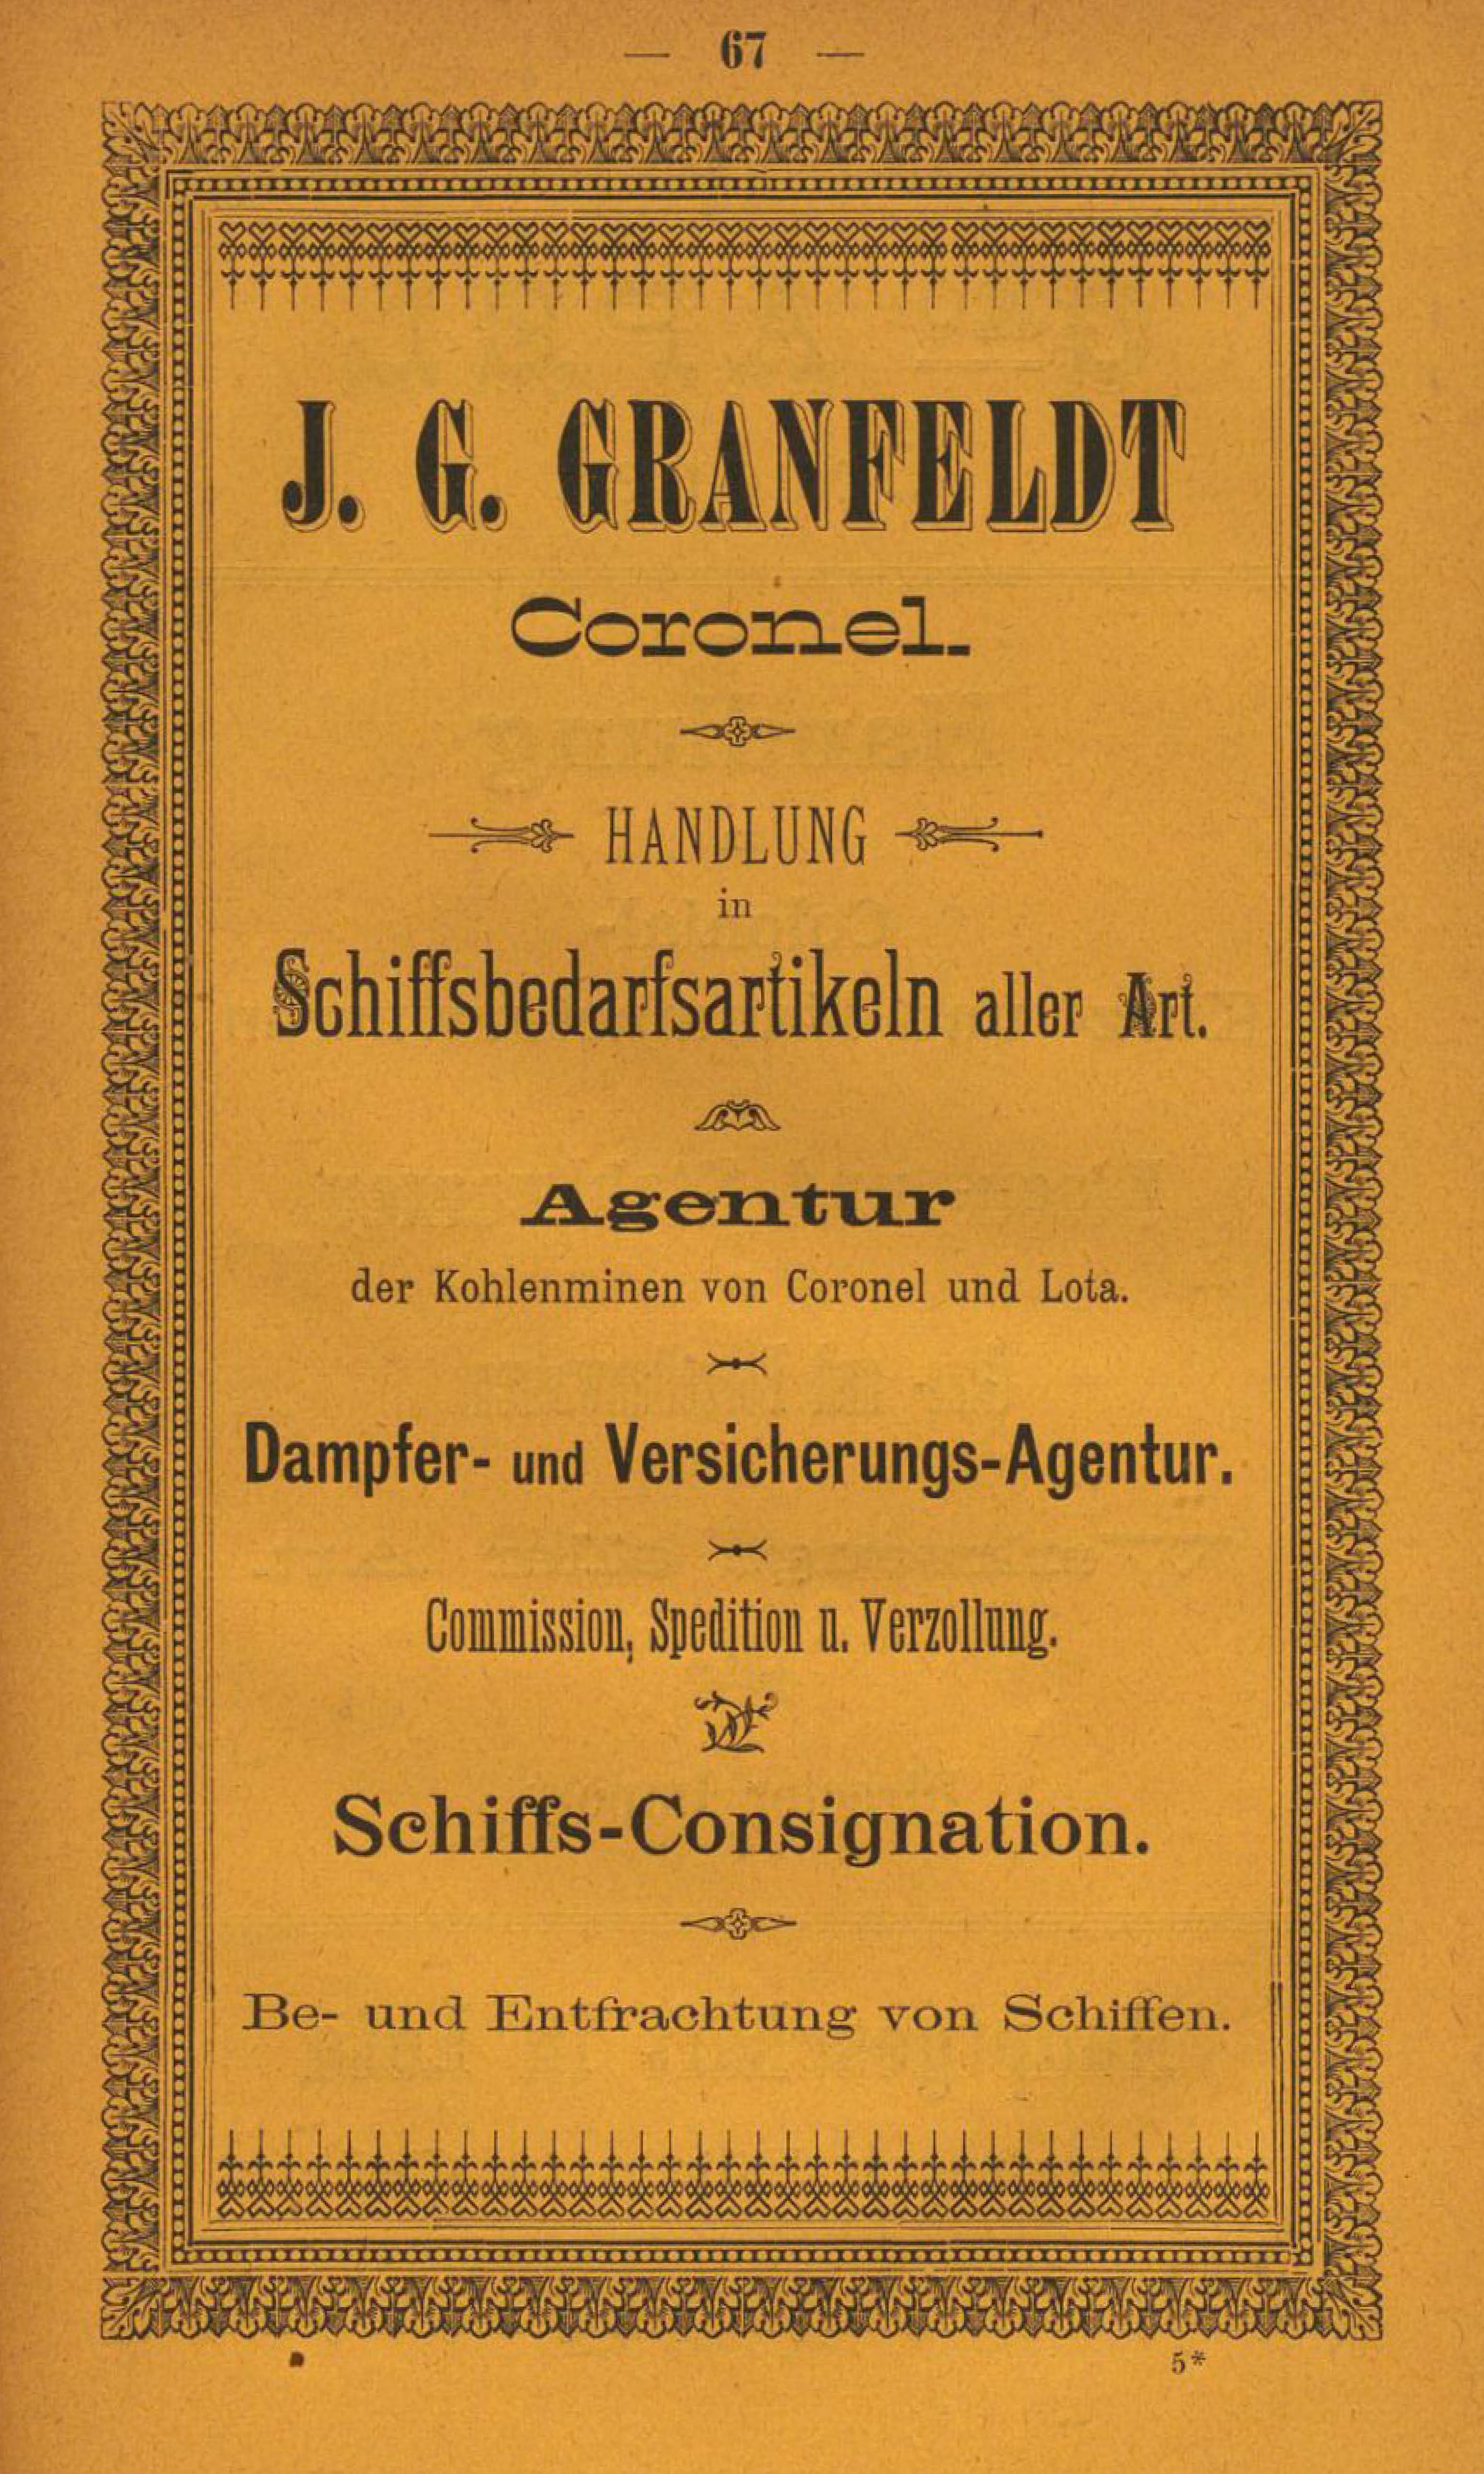 — 67 —
J. G. GRANFELDT
Coronel.
HANDLUNG
in
Schiffsbedarfsartikeln aller Art.
Agentur
der Kohlenminen von Coronel und Lota.
Dampfer- und Versicherungs-Agentur.
Commission, Spedition u. Verzollung.
Schiffs-Consignation.
Be- und Entfrachtung von Schiffen.
5*